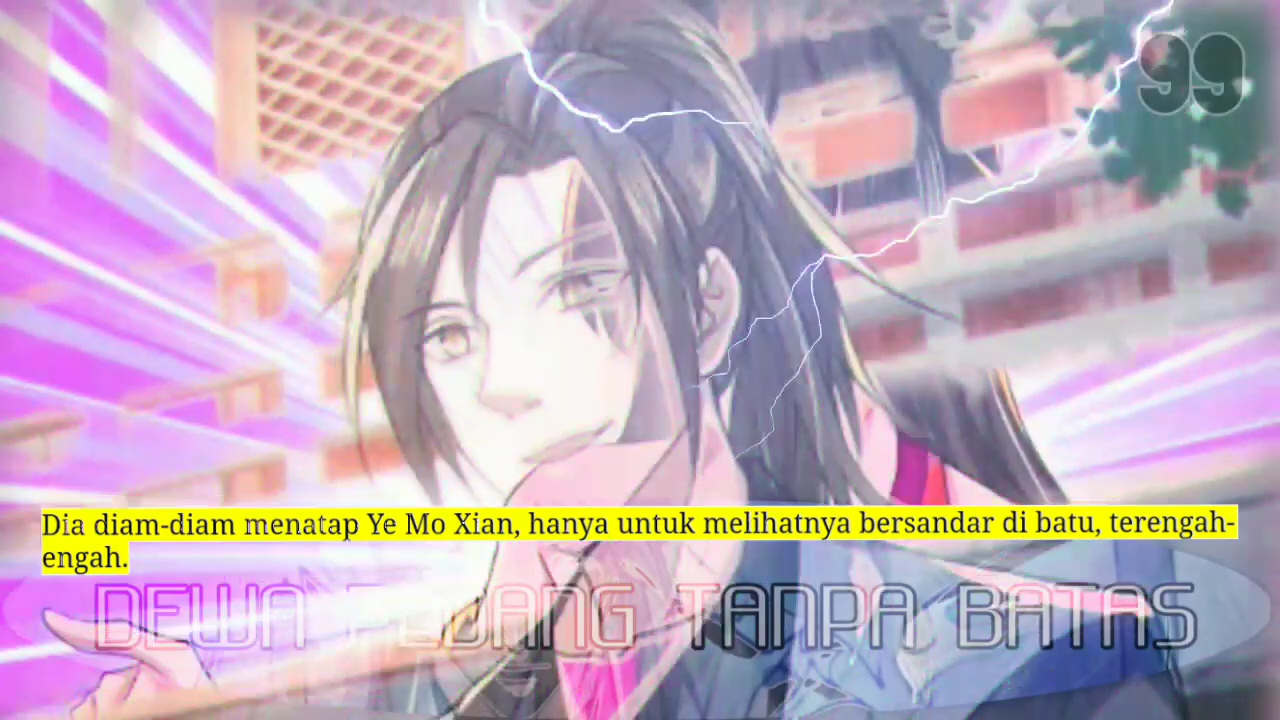 99
Dia diam-diam menatap Ye Mo Xian, hanya untuk melihatnya bersandar di batu, terengah-
engah.
DEWA PEDANG TANPA BATAS